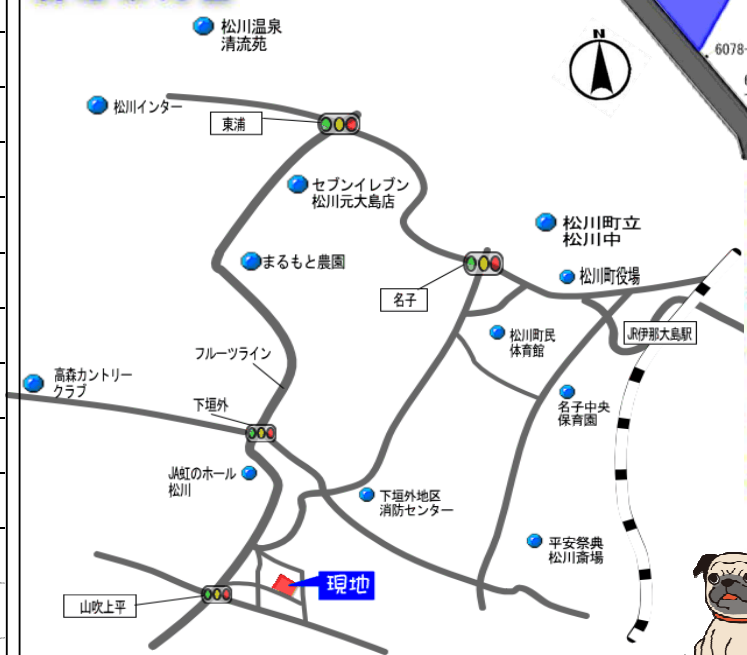 松川温泉
清流苑
N
6078-
松川インター
東浦
セブンイレブン
松川元大島店
松川町立
松川中
まるもと農園
松川町役場
名子
松川町民
体育館
JR伊那大島駅
フルーツライン
高森カントリー
クラブ
下垣外
名子中央
保育園
JA虹のホール
松川
下垣外地区
消防センター
平安祭典
松川斎場
現地
山吹上平